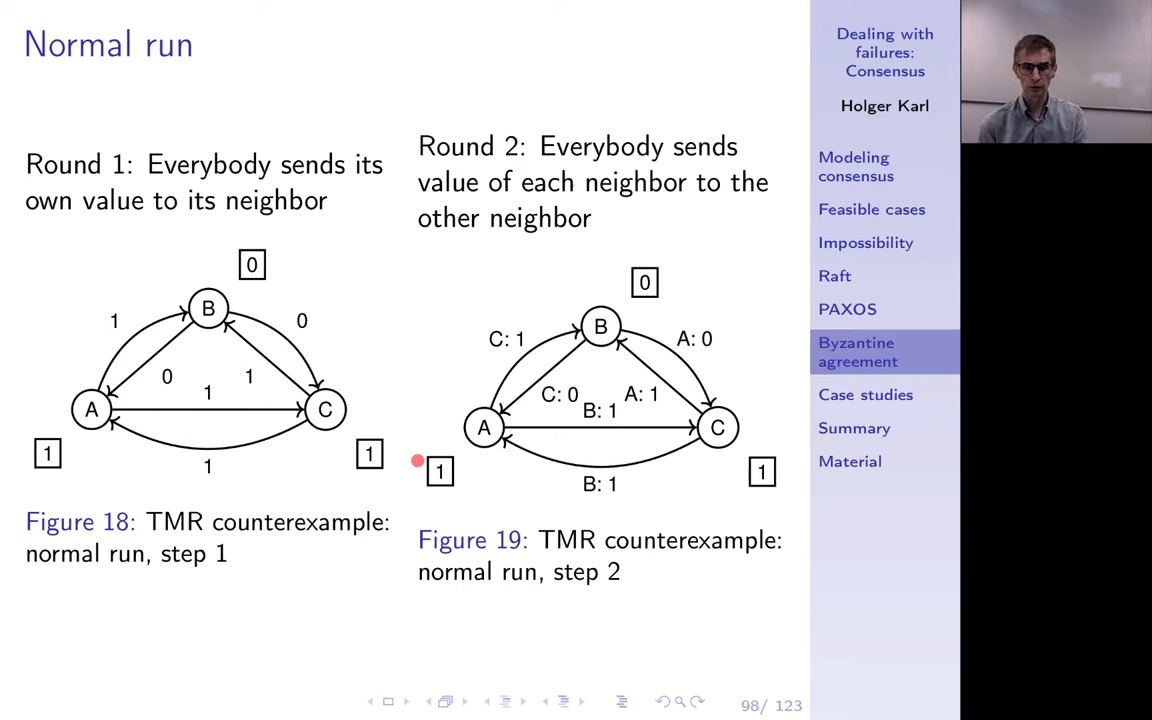 Normal run
Round 1: Everybody sends its
own value to its neighbor
0
B
1
0
0
1
1
A
C
1
1
1
Figure 18: TMR counterexample:
normal run, step 1
Round 2: Everybody sends
value of each neighbor to the
other neighbor
0
B
C: 1
A: 0
C: 0
A: 1
B: 1
A
C
1
1
B: 1
Figure 19: TMR counterexample:
normal run, step 2
98/ 123
Dealing with
failures:
Consensus
Holger Karl
Modeling
consensus
Feasible cases
Impossibility
Raft
PAXOS
Byzantine
agreement
Case studies
Summary
Material